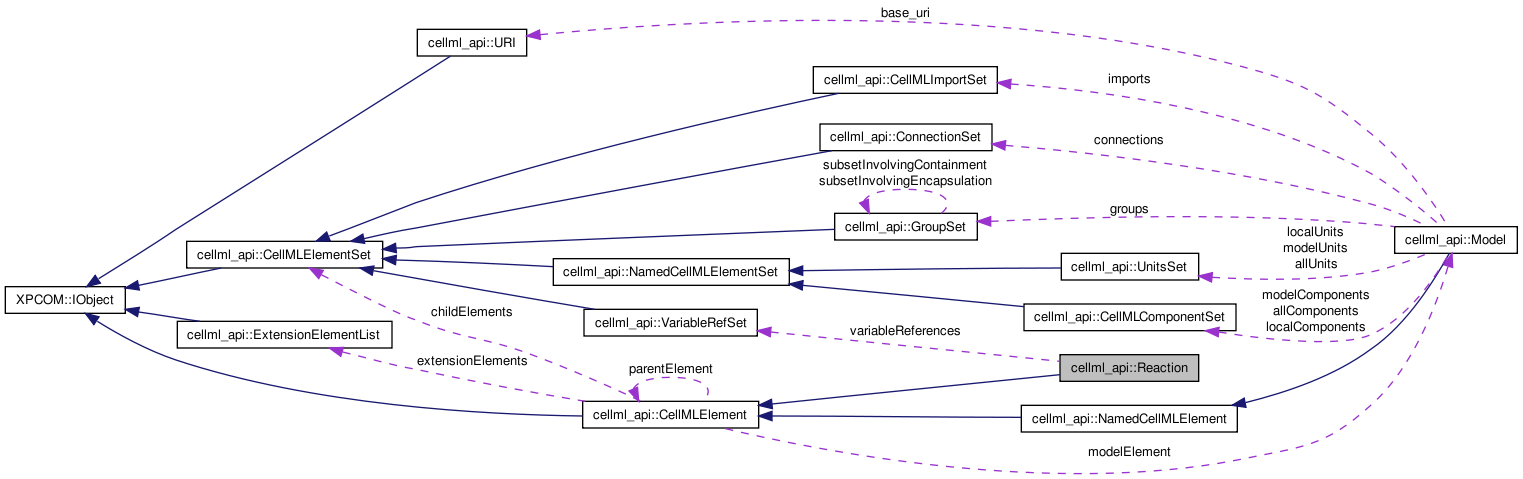 base_uri
cellml_api::URI
cellml_api::CellMLImportSet
imports
cellml_api::ConnectionSet
connections
subsetInvolvingContainment
subsetInvolvingEncapsulation
cellml_api::GroupSet
groups
cellml_api::Model
localUnits
modelUnits
allUnits
cellml_api::CellMLElementSet
cellml_api::NamedCellMLElementSet
cellml_api::UnitsSet
XPCOM::IObject
modelComponents
allComponents
localComponents
childElements
cellml_api::VariableRefSet
cellml_api::CellMLComponentSet
cellml_api::ExtensionElementList
variableReferences
extensionElements
parentElement
cellml_api::Reaction
cellml_api::CellMLElement
cellml_api::NamedCellMLElement
modelElement